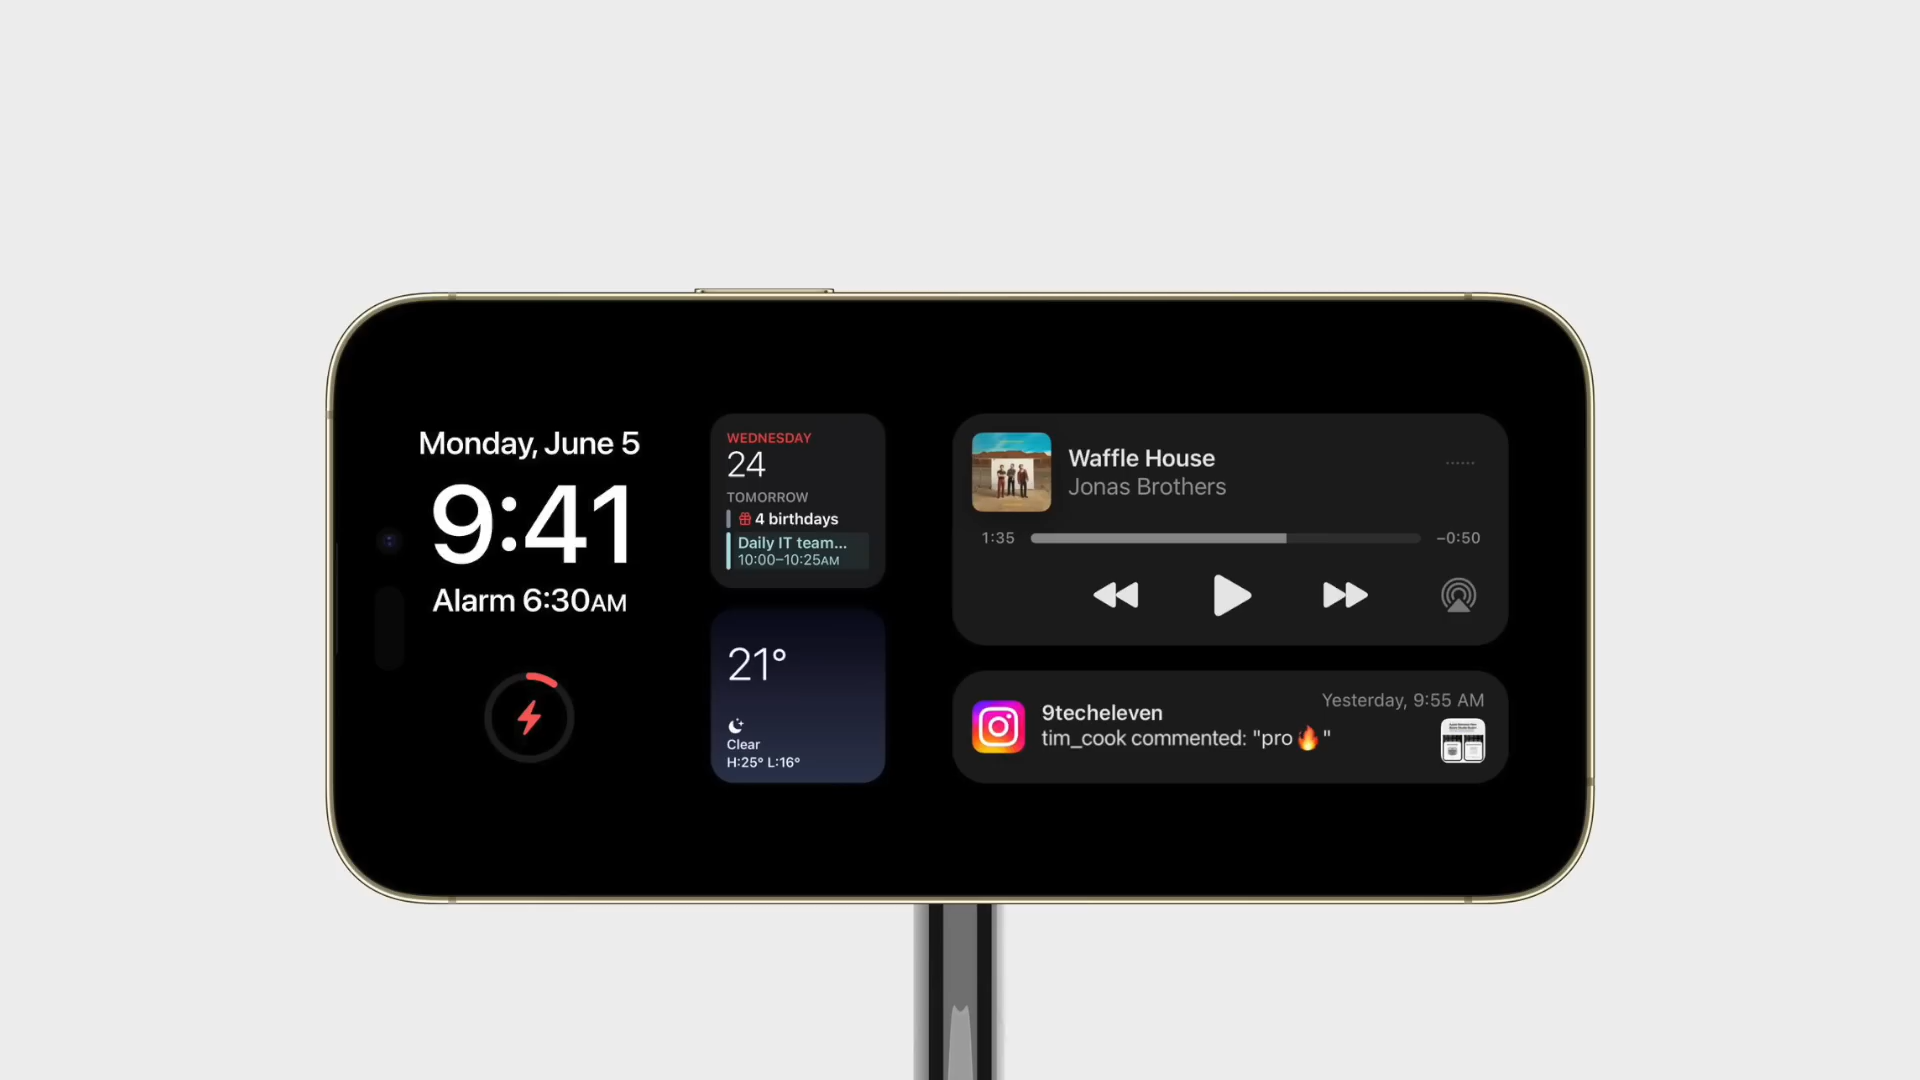 Monday, June 5
9:41
Alarm 6:30AM
WEDNESDAY
24
TOMORROW
4 birthdays
Daily IT team...
10:00–10:25AM
21°
Clear
H:25° L:16°
Waffle House
Jonas Brothers
1:35
−0:50
Yesterday, 9:55 AM
9techeleven
tim_cook commented: "pro🔥"